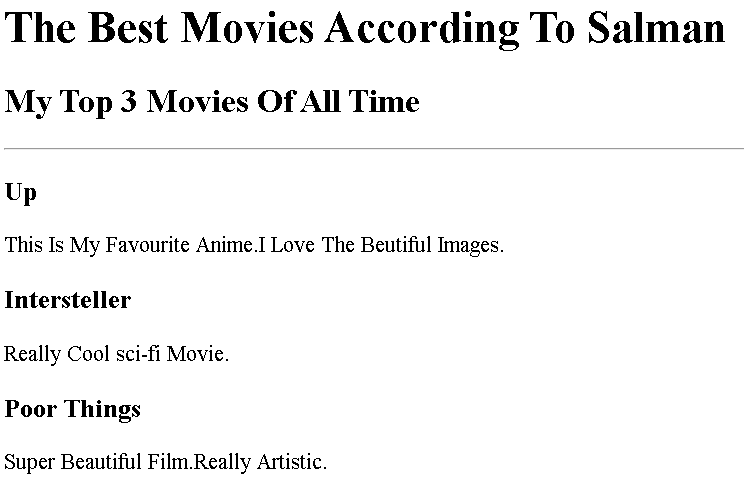 The Best Movies According To Salman
My Top 3 Movies Of All Time
Up
This Is My Favourite Anime.I Love The Beutiful Images.
Intersteller
Really Cool sci-fi Movie.
Poor Things
Super Beautiful Film.Really Artistic.